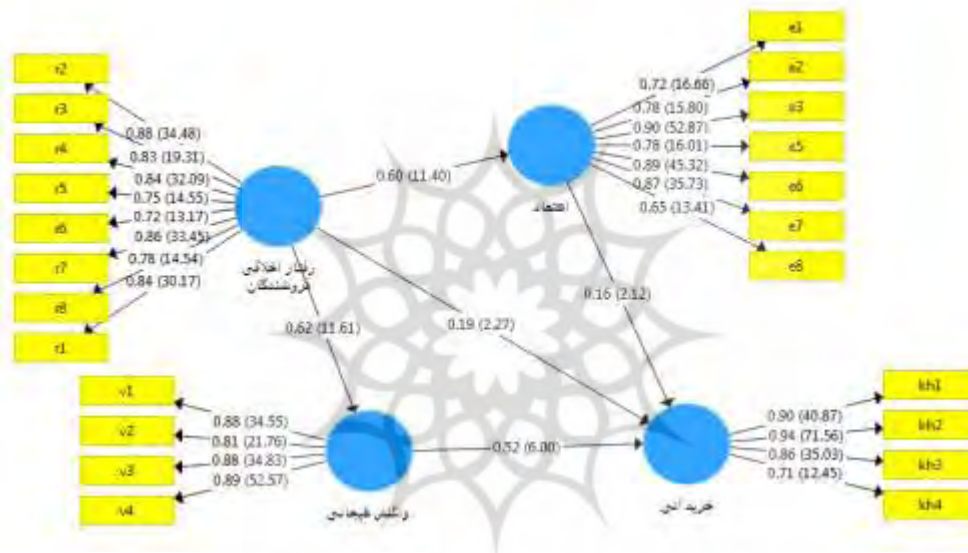 r2
r3
r4
r5
r6
r7
r8
r1
0.88 (34.48)
0.83 (19.31)
0.84 (32.09)
0.75 (14.55)
0.72 (13.17)
0.86 (33.45)
0.78 (14.54)
0.84 (30.17)
رفتار اخلاقی
فروشندگان
0.60 (11.40)
اعتماد
e1
e2
e3
e5
e6
e7
e8
0.72 (16.66)
0.78 (15.80)
0.90 (52.87)
0.78 (16.01)
0.89 (45.32)
0.87 (35.73)
0.65 (13.41)
0.62 (11.61)
0.19 (2.27)
0.16 (2.12)
v1
v2
v3
v4
0.88 (34.55)
0.81 (21.76)
0.88 (34.83)
0.89 (52.57)
واکنش هیجانی
0.52 (6.00)
خرید آنی
0.90 (40.87)
0.94 (71.56)
0.86 (35.03)
0.71 (12.45)
kh1
kh2
kh3
kh4